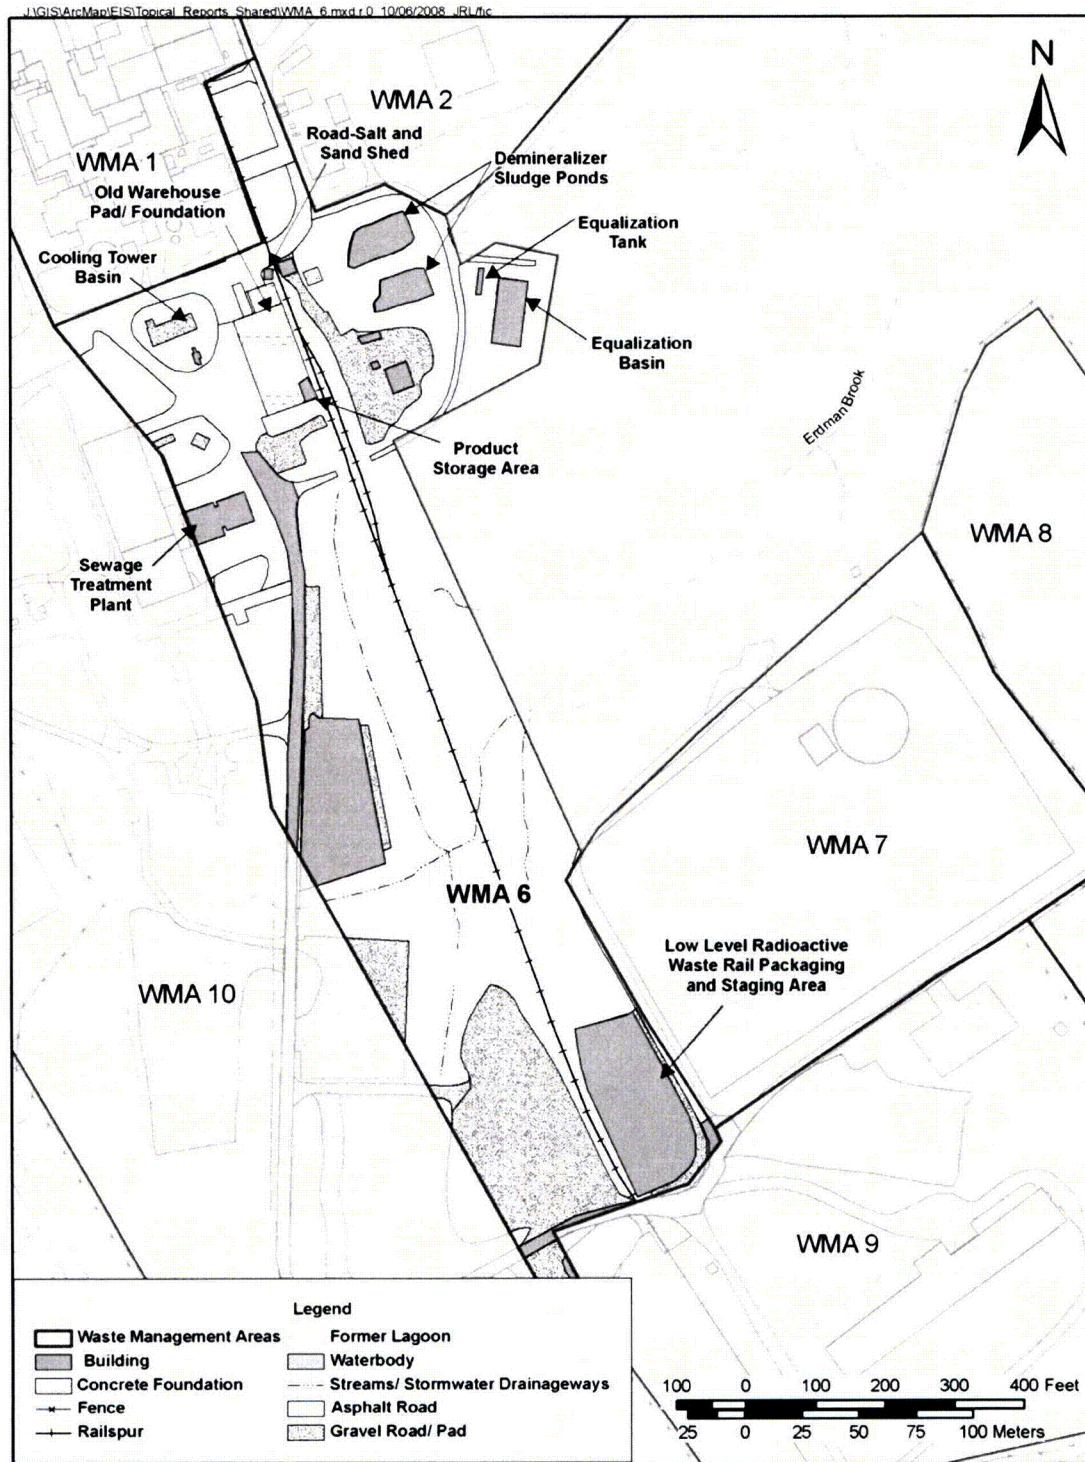 J:\GIS\ArcMap\EIS\Topical_Reports_Shared\WMA_6.mxd r.0 10/06/2008 JRL/fic
N
WMA 2
Road-Salt and
Sand Shed
WMA 1
Demineralizer
Sludge Ponds
Old Warehouse
Pad/ Foundation
Equalization
Tank
Cooling Tower
Basin
Equalization
Basin
Erdman Brook
Product
Storage Area
WMA 8
Sewage
Treatment
Plant
WMA 7
WMA 6
Low Level Radioactive
Waste Rail Packaging
and Staging Area
WMA 10
WMA 9
Legend
Waste Management Areas
Building
Concrete Foundation
Fence
Railspur
Former Lagoon
Waterbody
Streams/ Stormwater Drainageways
Asphalt Road
Gravel Road/ Pad
100 0 100 200 300 400 Feet
25 0 25 50 75 100 Meters